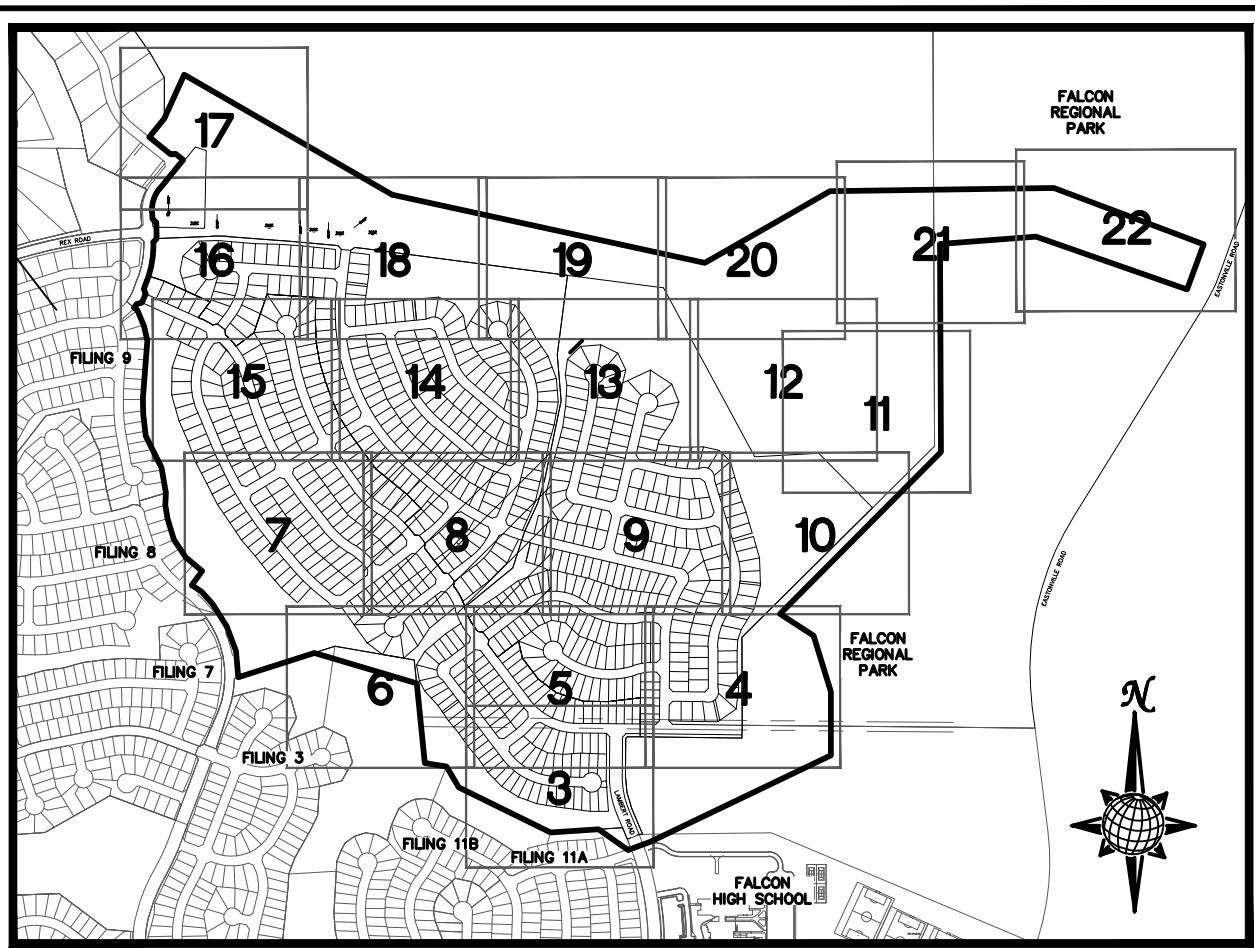 FALCON
REGIONAL
PARK
17
22
REX ROAD
16
18
19
20
21
EASTONVILLE ROAD
FILING 9
15
14
13
12
11
7
8
9
10
FILING 8
EASTONVILLE ROAD
FALCON
REGIONAL
PARK
FILING 7
6
5
4
N
FILING 3
3
LAMBERT ROAD
FILING 11B
FILING 11A
FALCON
HIGH SCHOOL